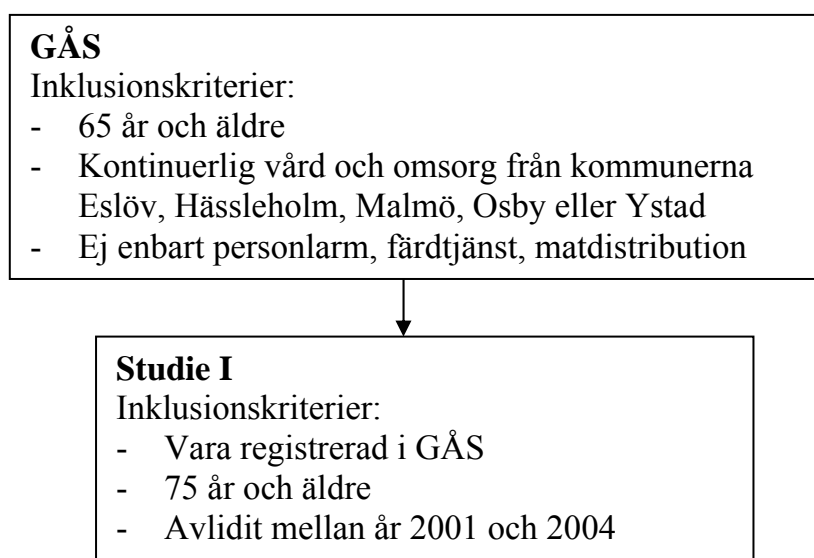 GÅS
Inklusionskriterier:
- 65 år och äldre
- Kontinuerlig vård och omsorg från kommunerna
Eslöv, Hässleholm, Malmö, Osby eller Ystad
- Ej enbart personlarm, färdtjänst, matdistribution
Studie I
Inklusionskriterier:
- Vara registrerad i GÅS
- 75 år och äldre
- Avlidit mellan år 2001 och 2004